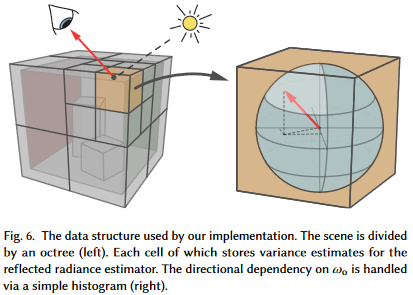 Fig. 6. The data structure used by our implementation. The scene is divided
by an octree (left). Each cell of which stores variance estimates for the
reflected radiance estimator. The directional dependency on ωₒ is handled
via a simple histogram (right).